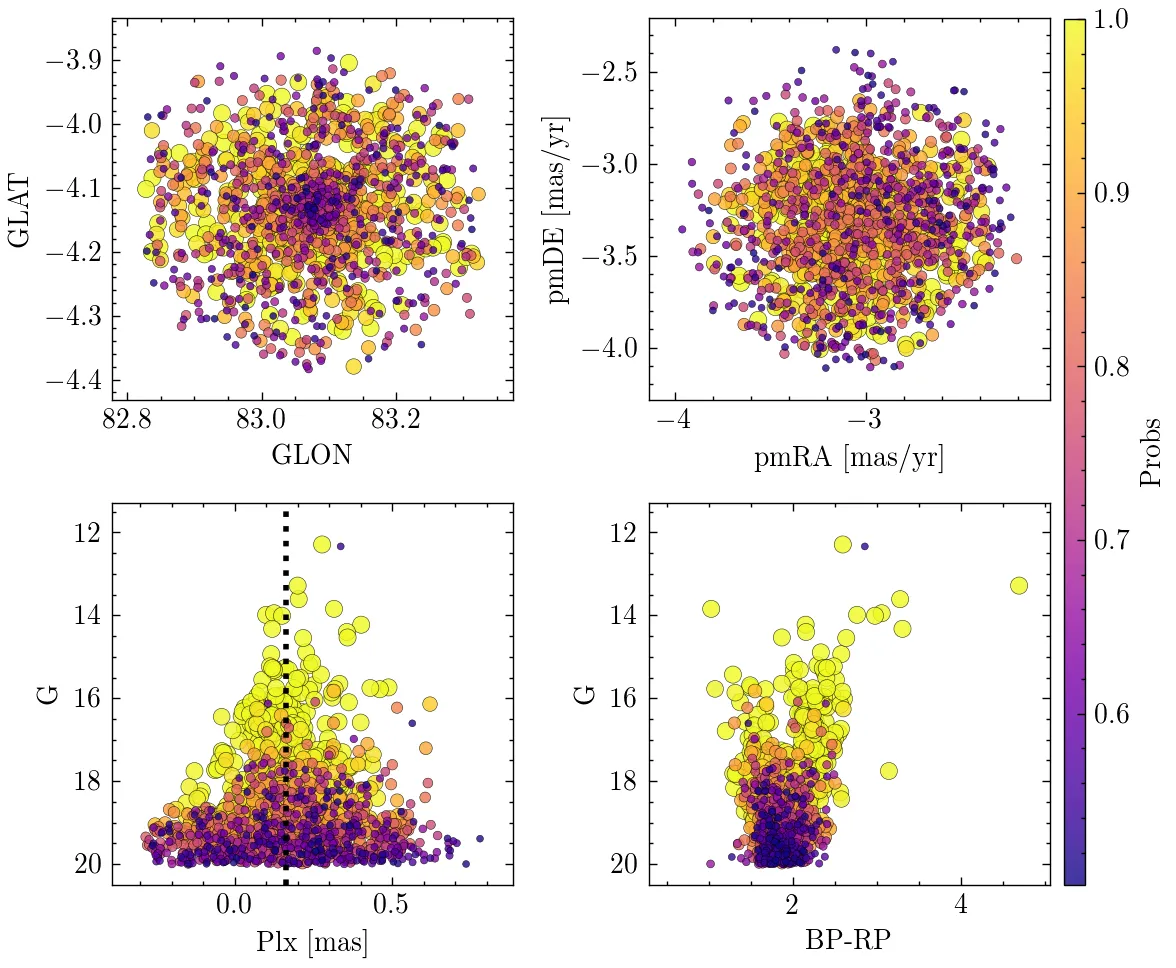 −3.9
−4.0
−4.1
−4.2
−4.3
−4.4
GLAT
82.8 83.0 83.2
GLON
−2.5
−3.0
−3.5
−4.0
pmDE [mas/yr]
−4 −3
pmRA [mas/yr]
1.0
0.9
0.8
0.7
0.6
Probs
12
14
16
18
20
G
0.0 0.5
Plx [mas]
12
14
16
18
20
G
2 4
BP-RP